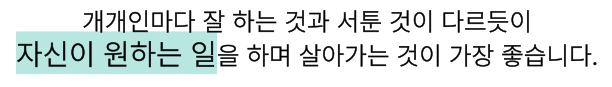 개개인마다 잘 하는 것과 서툰 것이 다르듯이
자신이 원하는 일을 하며 살아가는 것이 가장 좋습니다.